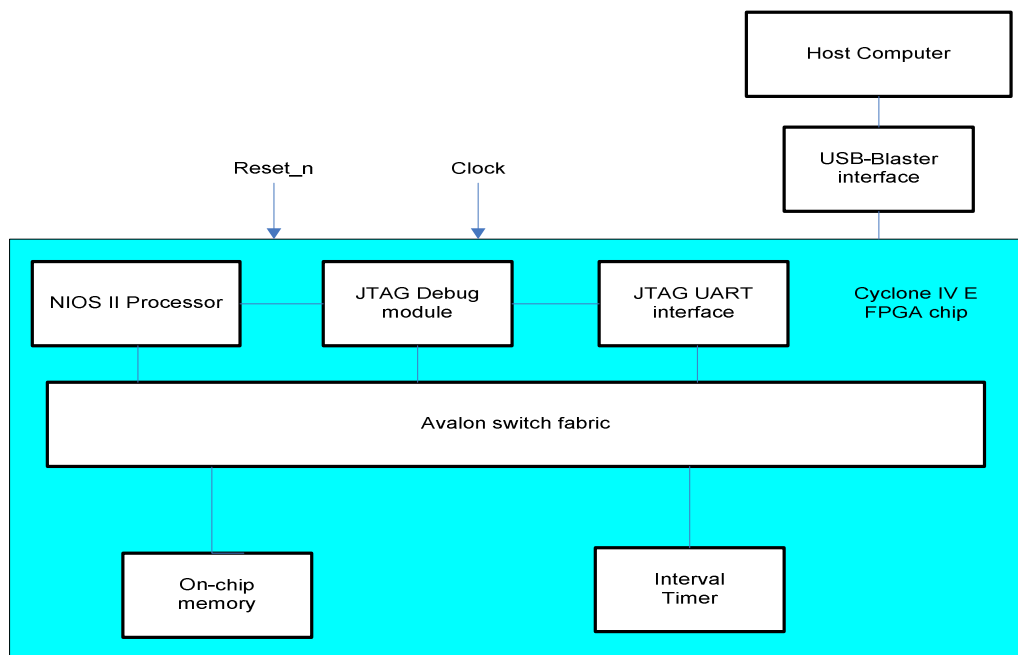 Host Computer
USB-Blaster
interface
Reset_n
Clock
NIOS II Processor
JTAG Debug
module
JTAG UART
interface
Cyclone IV E
FPGA chip
Avalon switch fabric
On-chip
memory
Interval
Timer